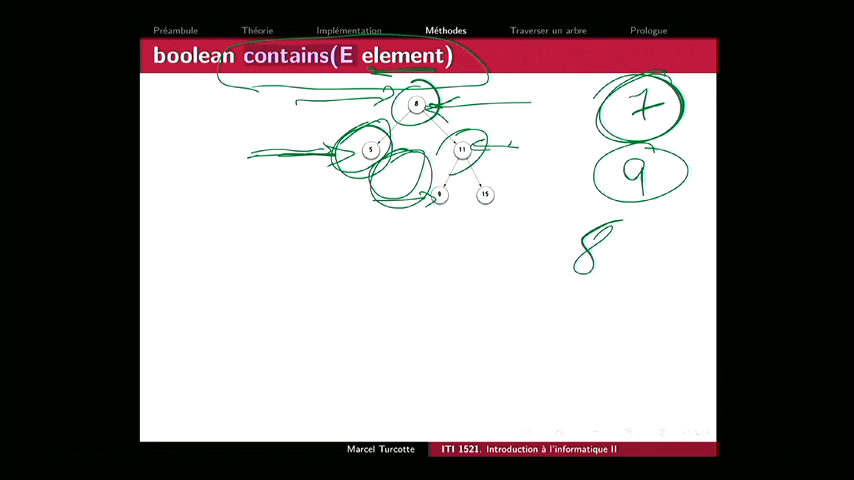 Préambule Théorie Implémentation Méthodes Traverser un arbre Prologue
boolean contains(E element)
8
5 11
9 15
7
9
8
Marcel Turcotte ITI 1521. Introduction à l'informatique II